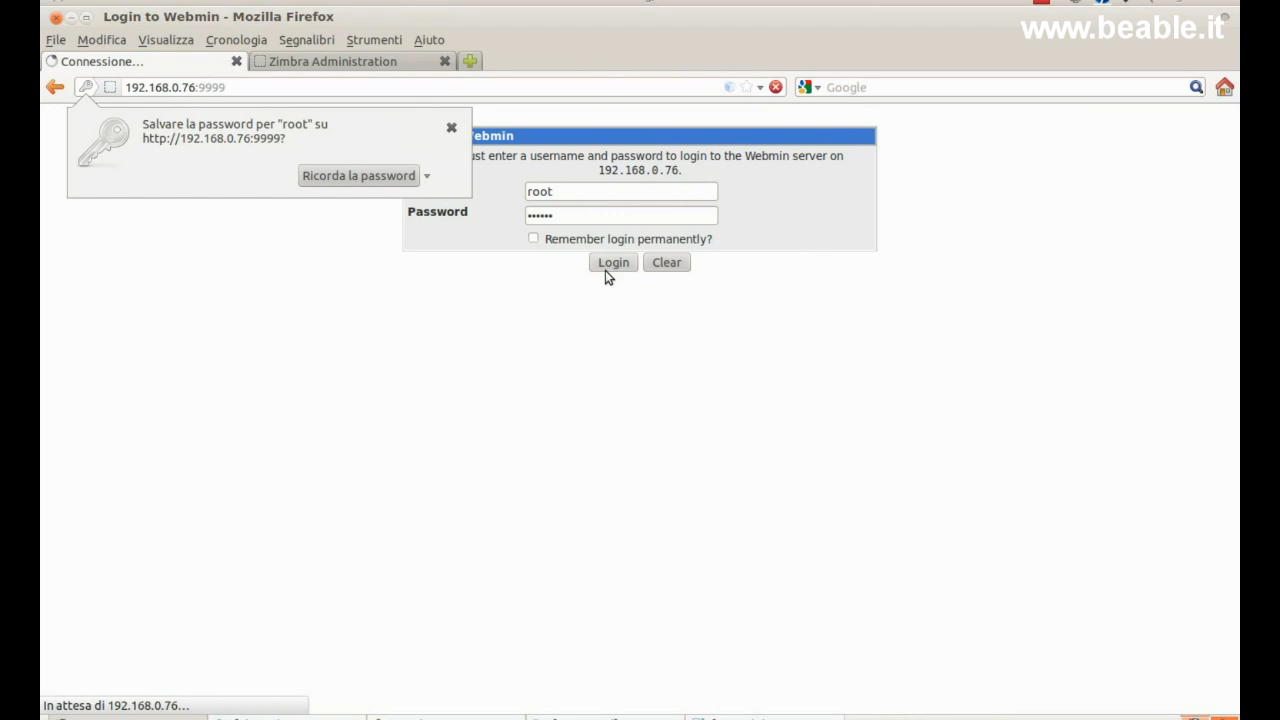 Login to Webmin - Mozilla Firefox
www.beable.it
File Modifica Visualizza Cronologia Segnalibri Strumenti Aiuto
Connessione... Zimbra Administration
192.168.0.76:9999
Google
Salvare la password per "root" su
http://192.168.0.76:9999?
Ricorda la password
ebmin
ust enter a username and password to login to the Webmin server on
192.168.0.76.
root
Password ••••••
Remember login permanently?
Login Clear
In attesa di 192.168.0.76...